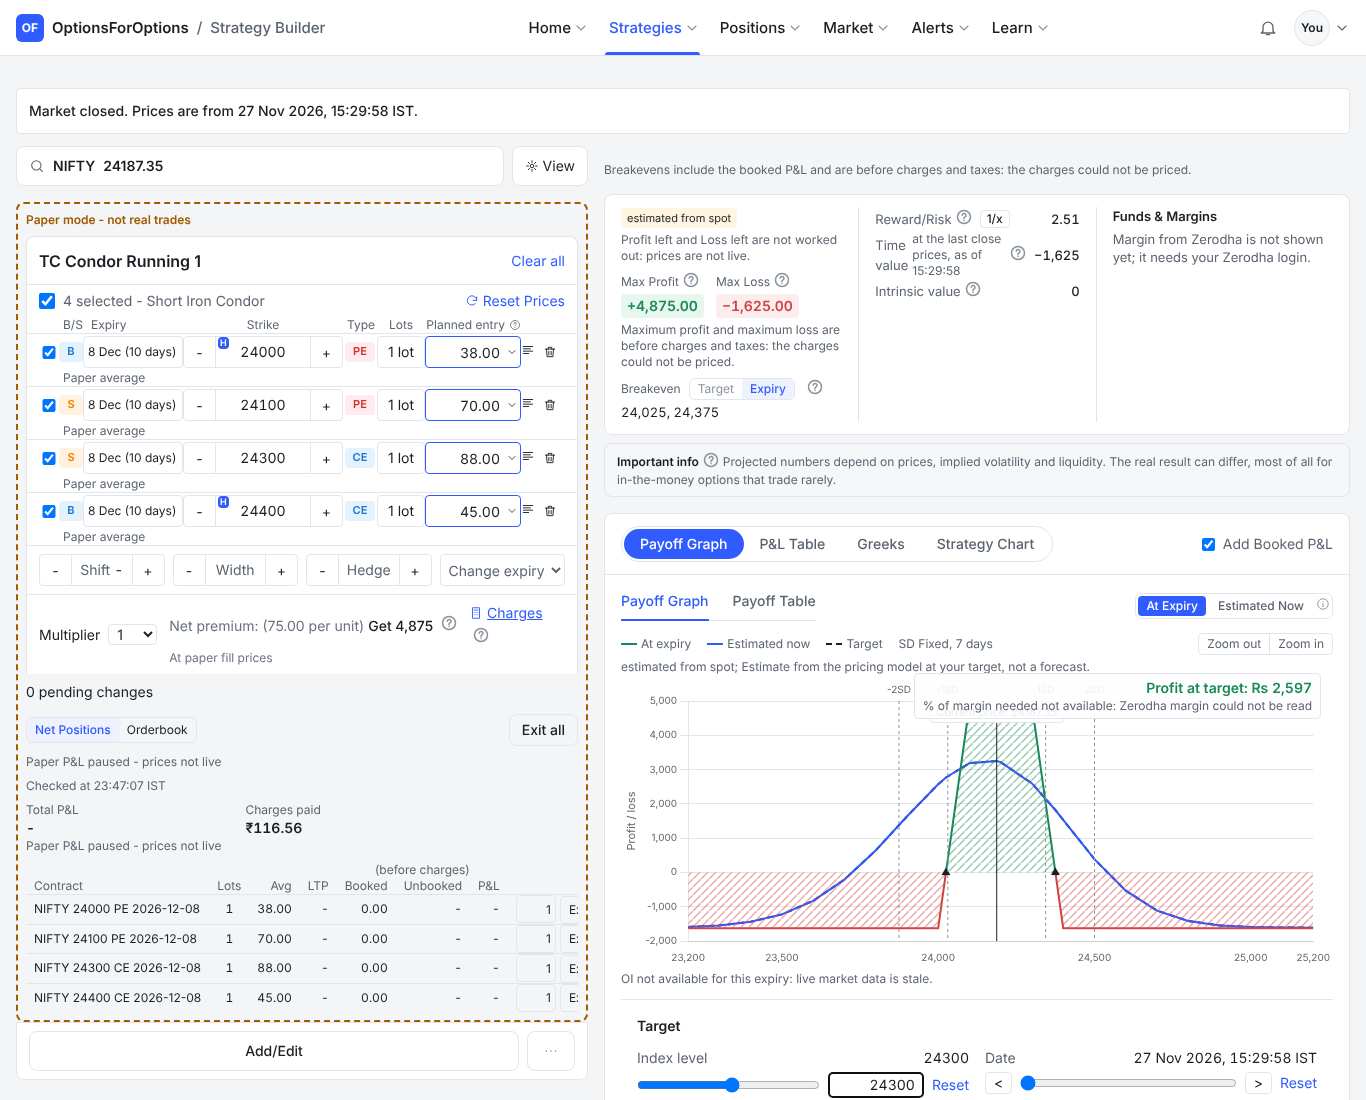 OF OptionsForOptions / Strategy Builder
Home Strategies Positions Market Alerts Learn You
Market closed. Prices are from 27 Nov 2026, 15:29:58 IST.
NIFTY 24187.35
View
Paper mode - not real trades
TC Condor Running 1 Clear all
4 selected - Short Iron Condor Reset Prices
B/S Expiry Strike Type Lots Planned entry ?
B 8 Dec (10 days) - H 24000 + PE 1 lot 38.00
Paper average
S 8 Dec (10 days) - 24100 + PE 1 lot 70.00
Paper average
S 8 Dec (10 days) - 24300 + CE 1 lot 88.00
Paper average
B 8 Dec (10 days) - H 24400 + CE 1 lot 45.00
Paper average
- Shift - + - Width + - Hedge + Change expiry
Multiplier 1 Net premium: (75.00 per unit) Get 4,875 ? Charges ?
At paper fill prices
0 pending changes
Net Positions Orderbook Exit all
Paper P&L paused - prices not live
Checked at 23:47:07 IST
Total P&L Charges paid
- ₹116.56
Paper P&L paused - prices not live
(before charges)
Contract Lots Avg LTP Booked Unbooked P&L
NIFTY 24000 PE 2026-12-08 1 38.00 - 0.00 - - 1
NIFTY 24100 PE 2026-12-08 1 70.00 - 0.00 - - 1
NIFTY 24300 CE 2026-12-08 1 88.00 - 0.00 - - 1
NIFTY 24400 CE 2026-12-08 1 45.00 - 0.00 - - 1
Add/Edit ...
Breakevens include the booked P&L and are before charges and taxes: the charges could not be priced.
estimated from spot
Profit left and Loss left are not worked
out: prices are not live.
Max Profit ? Max Loss ?
+4,875.00 −1,625.00
Maximum profit and maximum loss are
before charges and taxes: the charges
could not be priced.
Breakeven Target Expiry ?
24,025, 24,375
Reward/Risk ? 1/x 2.51
Time value at the last close prices, as of 15:29:58 ? −1,625
Intrinsic value ? 0
Funds & Margins
Margin from Zerodha is not shown
yet; it needs your Zerodha login.
Important info ? Projected numbers depend on prices, implied volatility and liquidity. The real result can differ, most of all for
in-the-money options that trade rarely.
Payoff Graph P&L Table Greeks Strategy Chart Add Booked P&L
Payoff Graph Payoff Table At Expiry Estimated Now
At expiry Estimated now Target SD Fixed, 7 days Zoom out Zoom in
estimated from spot; Estimate from the pricing model at your target, not a forecast.
-2SD
Profit at target: Rs 2,597
% of margin needed not available: Zerodha margin could not be read
5,000
4,000
3,000
2,000
1,000
0
-1,000
-2,000
Profit / loss
23,200 23,500 24,000 24,500 25,000 25,200
OI not available for this expiry: live market data is stale.
Target
Index level 24300 Date 27 Nov 2026, 15:29:58 IST
24300 Reset < > Reset